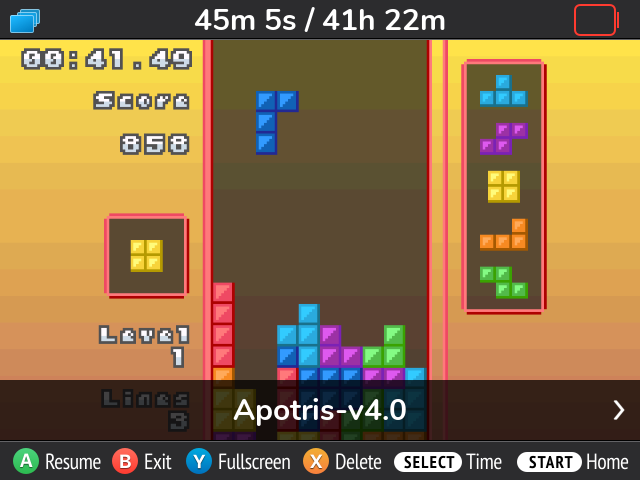 45m 5s / 41h 22m
00:41.49
Score
858
Level
1
Lines
3
Apotris-v4.0
A Resume B Exit Y Fullscreen X Delete SELECT Time START Home